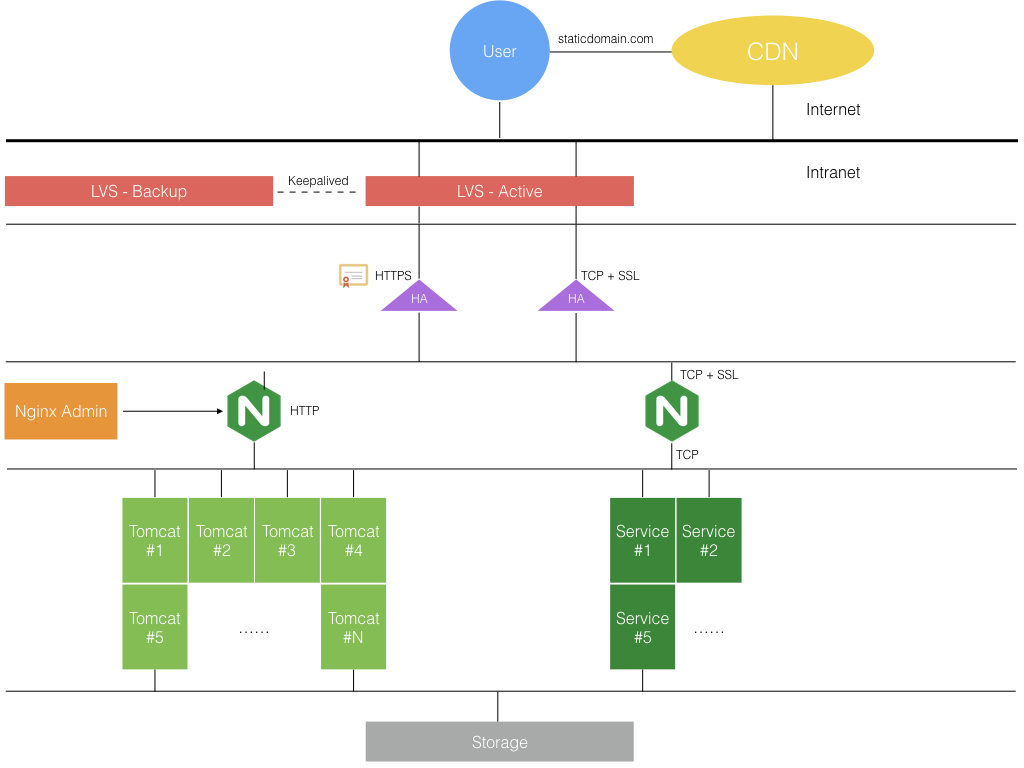 User
staticdomain.com
CDN
Internet
Intranet
LVS - Backup
Keepalived
LVS - Active
HTTPS
TCP + SSL
HA
HA
TCP + SSL
Nginx Admin
N
HTTP
N
TCP
Tomcat
#1
Tomcat
#2
Tomcat
#3
Tomcat
#4
Service
#1
Service
#2
Tomcat
#5
......
Tomcat
#N
Service
#5
......
Storage